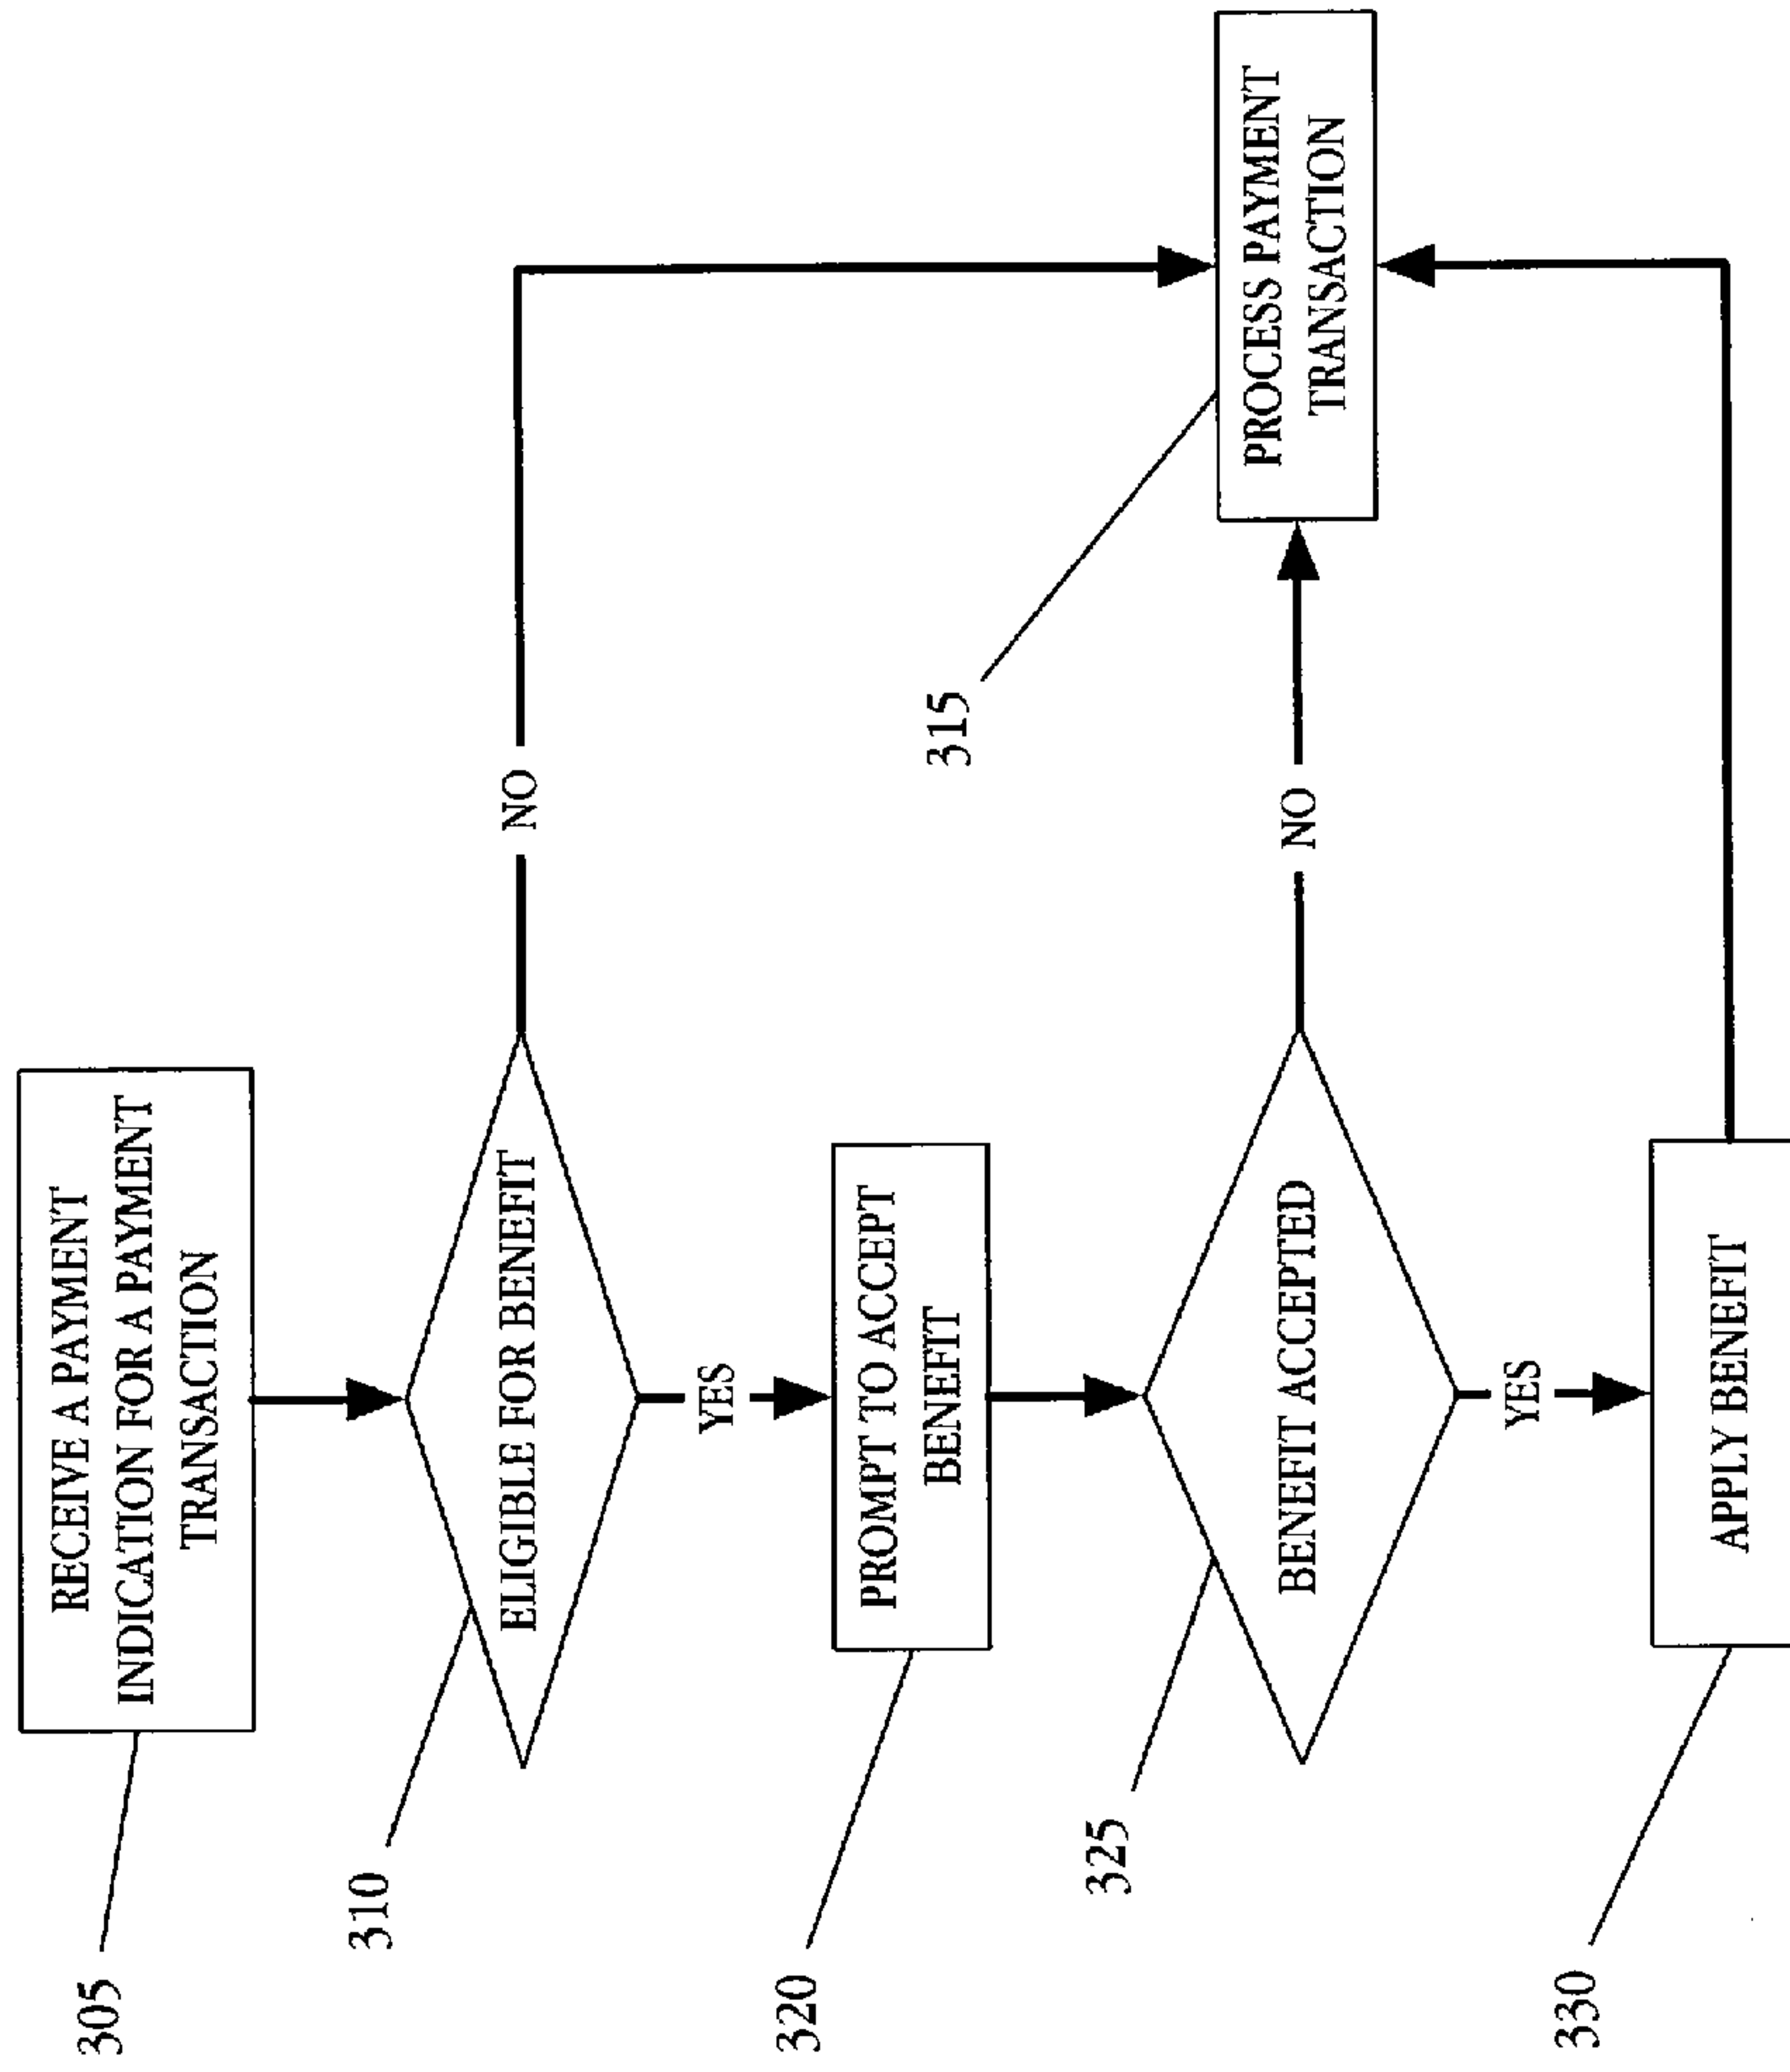 305
RECEIVE A PAYMENT
INDICATION FOR A PAYMENT
TRANSACTION
310
ELIGIBLE FOR BENEFIT
NO
YES
320
PROMPT TO ACCEPT
BENEFIT
315
PROCESS PAYMENT
TRANSACTION
325
BENEFIT ACCEPTED
NO
YES
330
APPLY BENEFIT